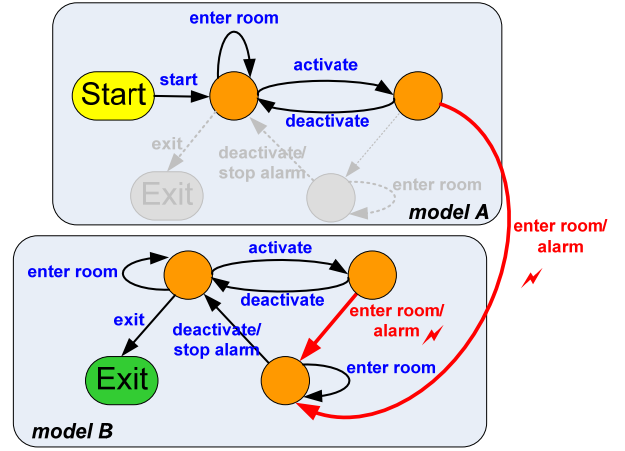 enter room
activate
start
Start
deactivate
exit
deactivate/
stop alarm
Exit
enter room
model A
enter room/
alarm
activate
enter room
deactivate
enter room/
alarm
exit
deactivate/
stop alarm
enter room
Exit
model B